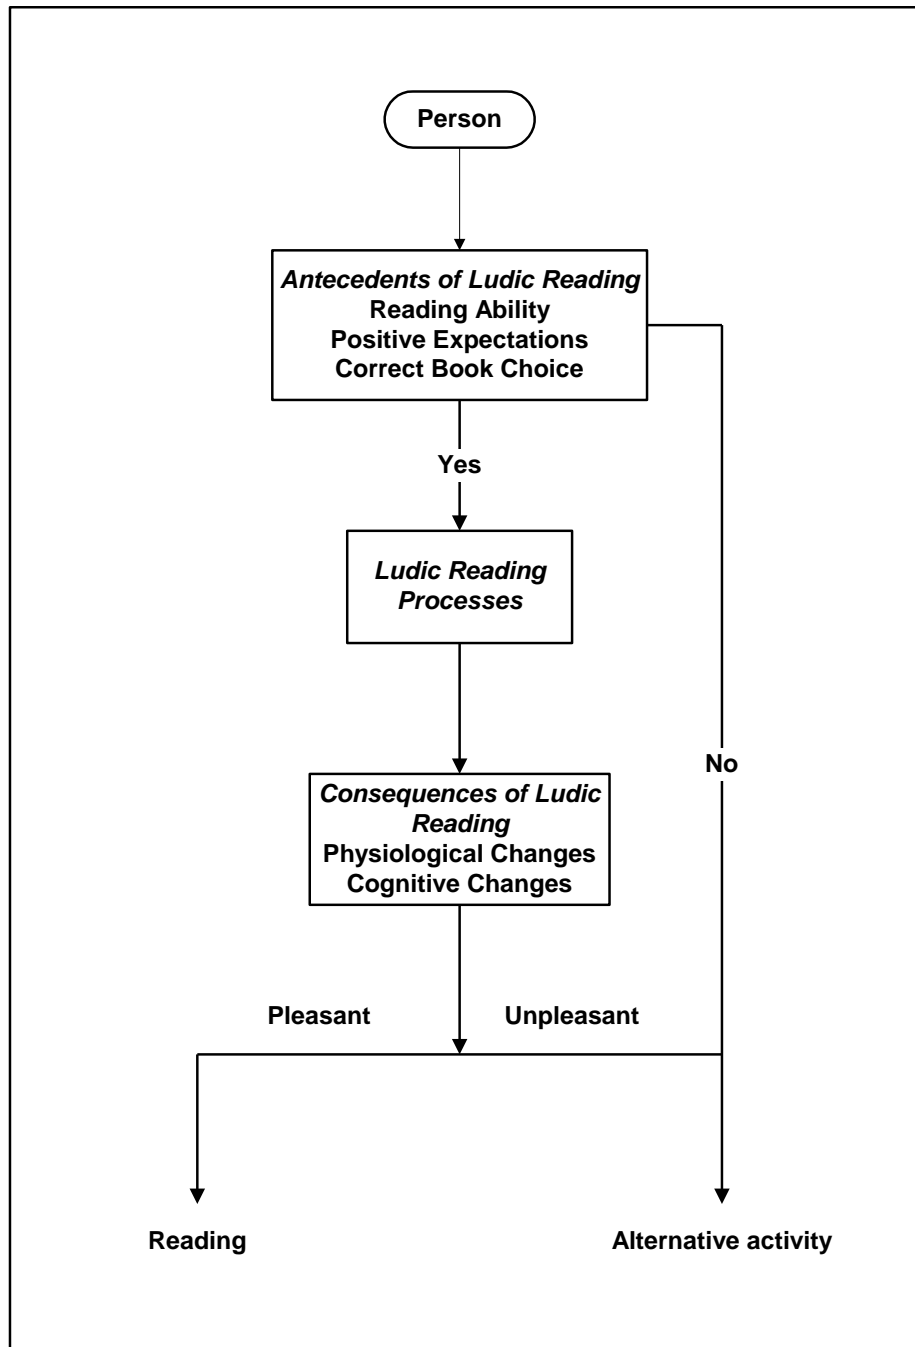 Person
Antecedents of Ludic Reading
Reading Ability
Positive Expectations
Correct Book Choice
Yes
Ludic Reading
Processes
No
Consequences of Ludic
Reading
Physiological Changes
Cognitive Changes
Pleasant
Unpleasant
Reading
Alternative activity